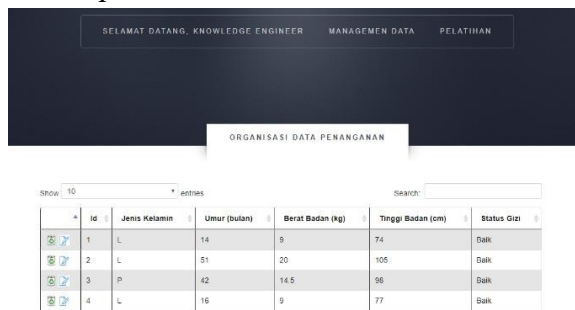 SELAMAT DATANG, KNOWLEDGE ENGINEER MANAGEMEN DATA PELATIHAN
ORGANISASI DATA PENANGANAN
Show 10 entries Search:
Id Jenis Kelamin Umur (bulan) Berat Badan (kg) Tinggi Badan (cm) Status Gizi
1 L 14 9 74 Baik
2 L 51 20 105 Baik
3 P 42 14.5 96 Baik
4 L 16 9 77 Baik